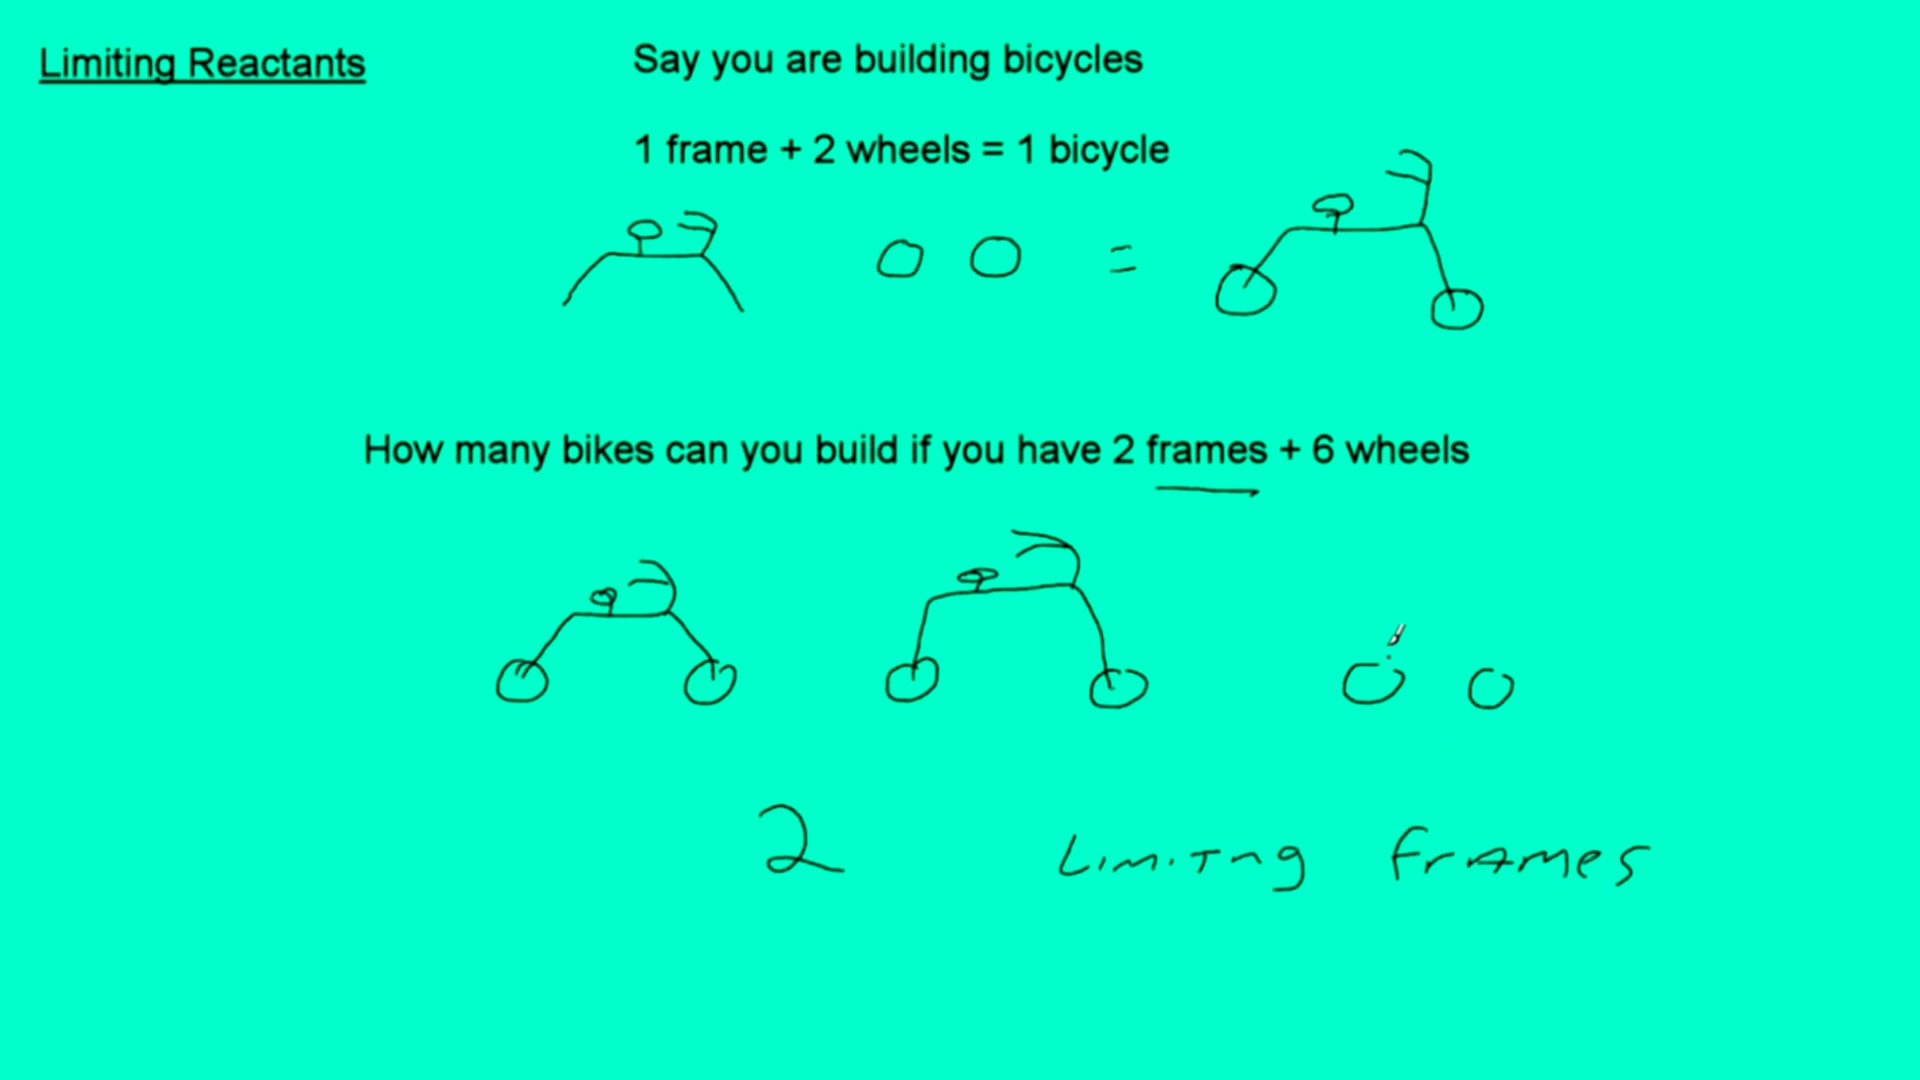 Limiting Reactants
Say you are building bicycles
1 frame + 2 wheels = 1 bicycle
=
How many bikes can you build if you have 2 frames + 6 wheels
2 Limitng frames